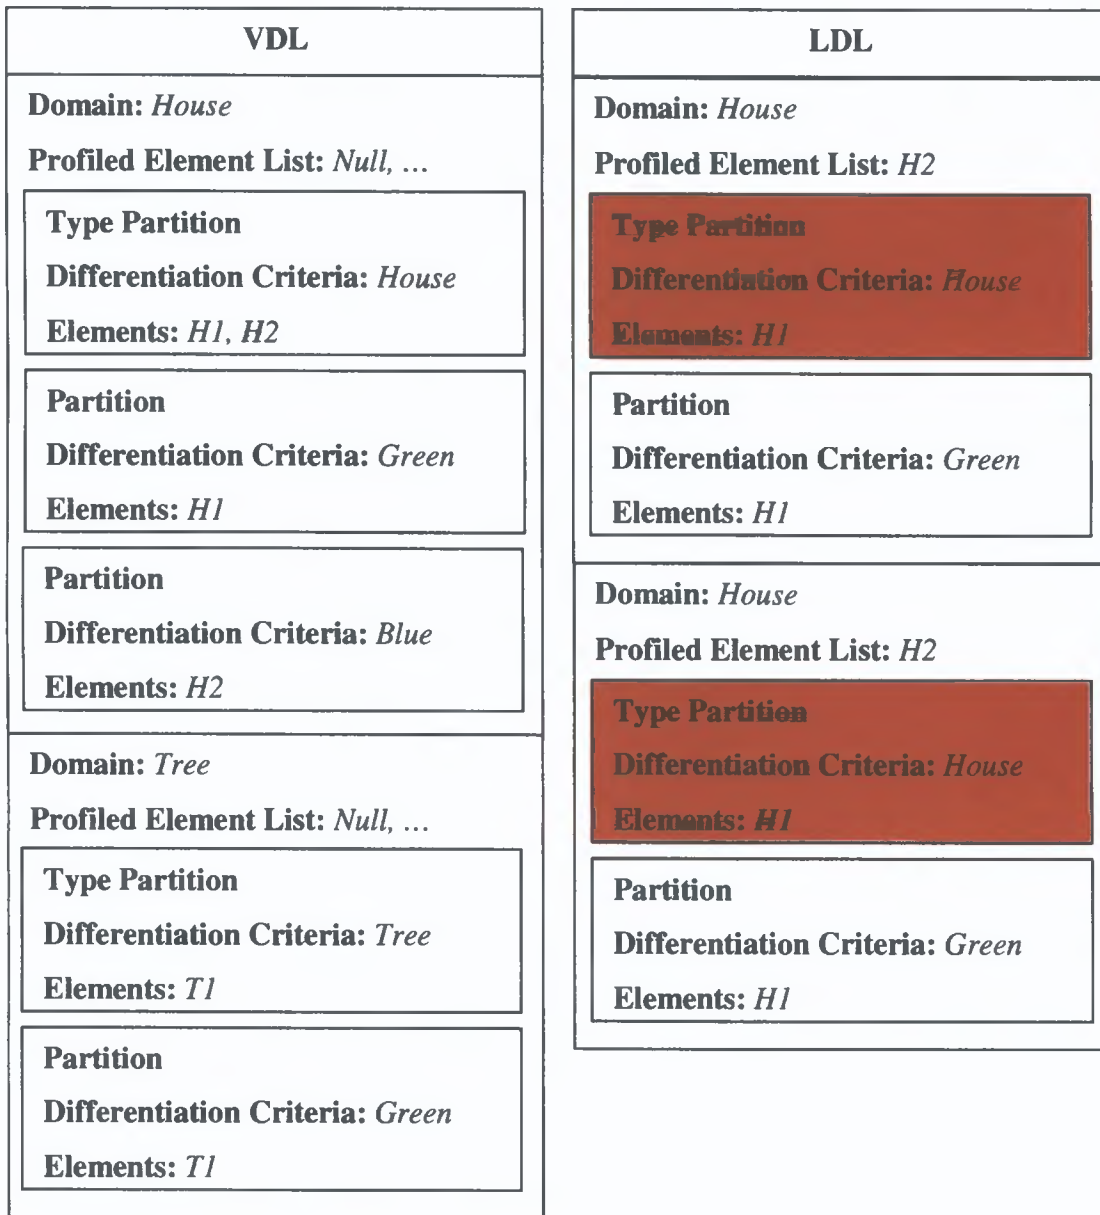 VDL
Domain: House
Profiled Element List: Null, ...
Type Partition
Differentiation Criteria: House
Elements: H1, H2
Partition
Differentiation Criteria: Green
Elements: H1
Partition
Differentiation Criteria: Blue
Elements: H2
Domain: Tree
Profiled Element List: Null, ...
Type Partition
Differentiation Criteria: Tree
Elements: T1
Partition
Differentiation Criteria: Green
Elements: T1
LDL
Domain: House
Profiled Element List: H2
Type Partition
Differentiation Criteria: House
Elements: H1
Partition
Differentiation Criteria: Green
Elements: H1
Domain: House
Profiled Element List: H2
Type Partition
Differentiation Criteria: House
Elements: H1
Partition
Differentiation Criteria: Green
Elements: H1